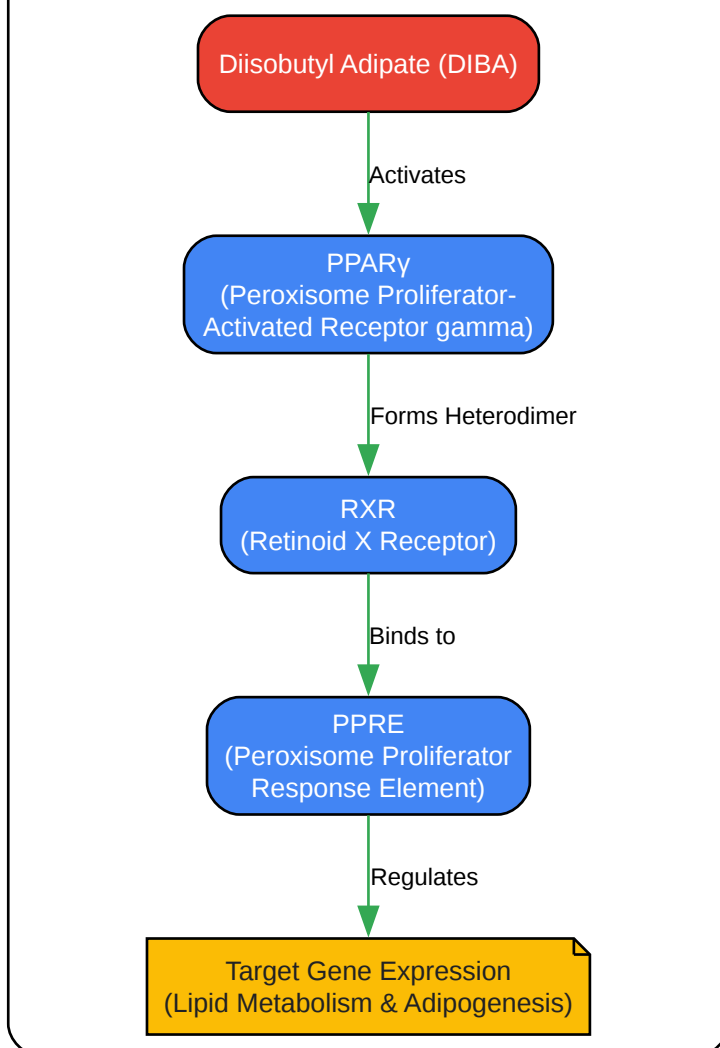 Diisobutyl Adipate (DIBA)
Activates
PPARγ
(Peroxisome Proliferator-
Activated Receptor gamma)
Forms Heterodimer
RXR
(Retinoid X Receptor)
Binds to
PPRE
(Peroxisome Proliferator
Response Element)
Regulates
Target Gene Expression
(Lipid Metabolism & Adipogenesis)